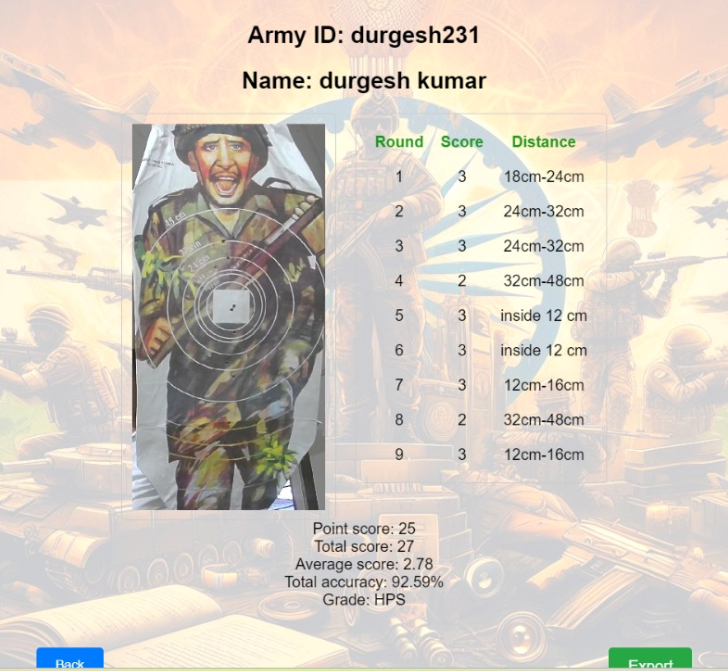 Army ID: durgesh231
Name: durgesh kumar
45 cm
Round Score Distance
1 3 18cm-24cm
2 3 24cm-32cm
3 3 24cm-32cm
4 2 32cm-48cm
5 3 inside 12 cm
6 3 inside 12 cm
7 3 12cm-16cm
8 2 32cm-48cm
9 3 12cm-16cm
Point score: 25
Total score: 27
Average score: 2.78
Total accuracy: 92.59%
Grade: HPS
Back Export